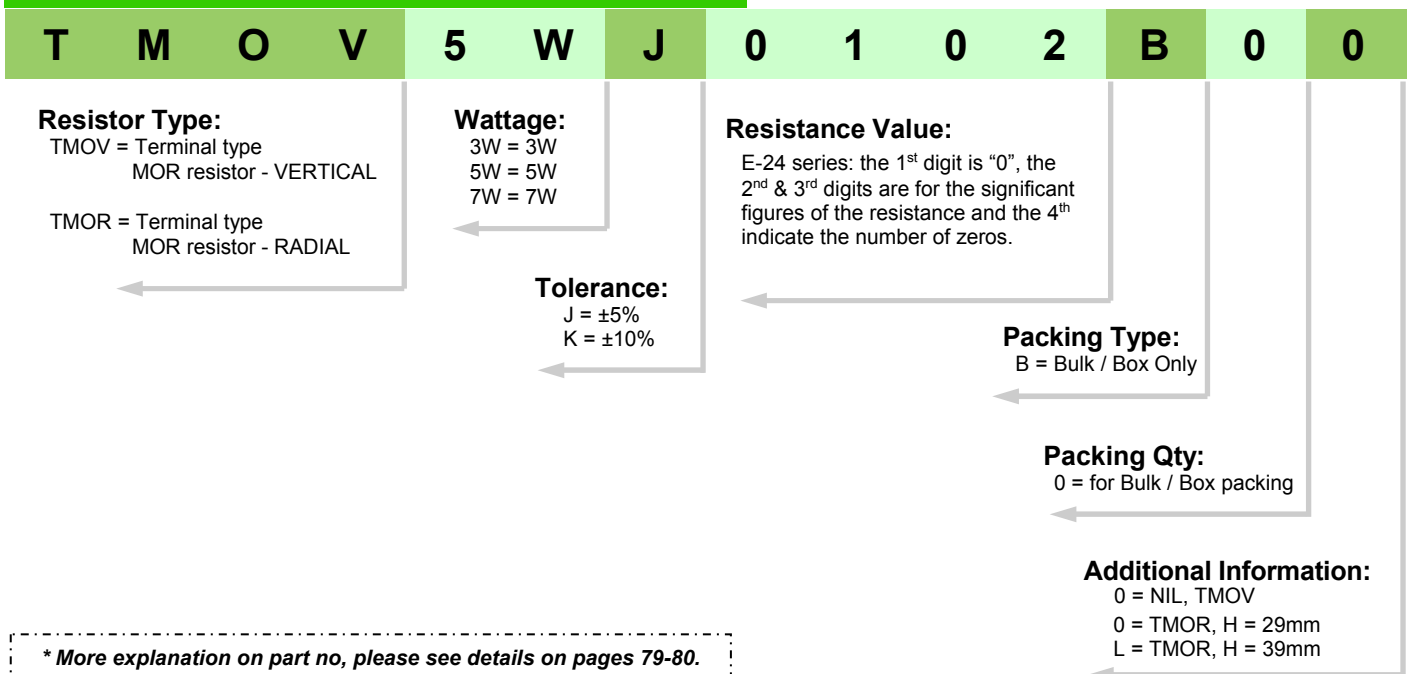 T M O V 5 W J 0 1 0 2 B 0 0
Resistor Type:
TMOV = Terminal type
MOR resistor - VERTICAL
TMOR = Terminal type
MOR resistor - RADIAL
Wattage:
3W = 3W
5W = 5W
7W = 7W
Tolerance:
J = ±5%
K = ±10%
Resistance Value:
E-24 series: the 1st digit is “0”, the
2nd & 3rd digits are for the significant
figures of the resistance and the 4th
indicate the number of zeros.
Packing Type:
B = Bulk / Box Only
Packing Qty:
0 = for Bulk / Box packing
Additional Information:
0 = NIL, TMOV
0 = TMOR, H = 29mm
L = TMOR, H = 39mm
* More explanation on part no, please see details on pages 79-80.